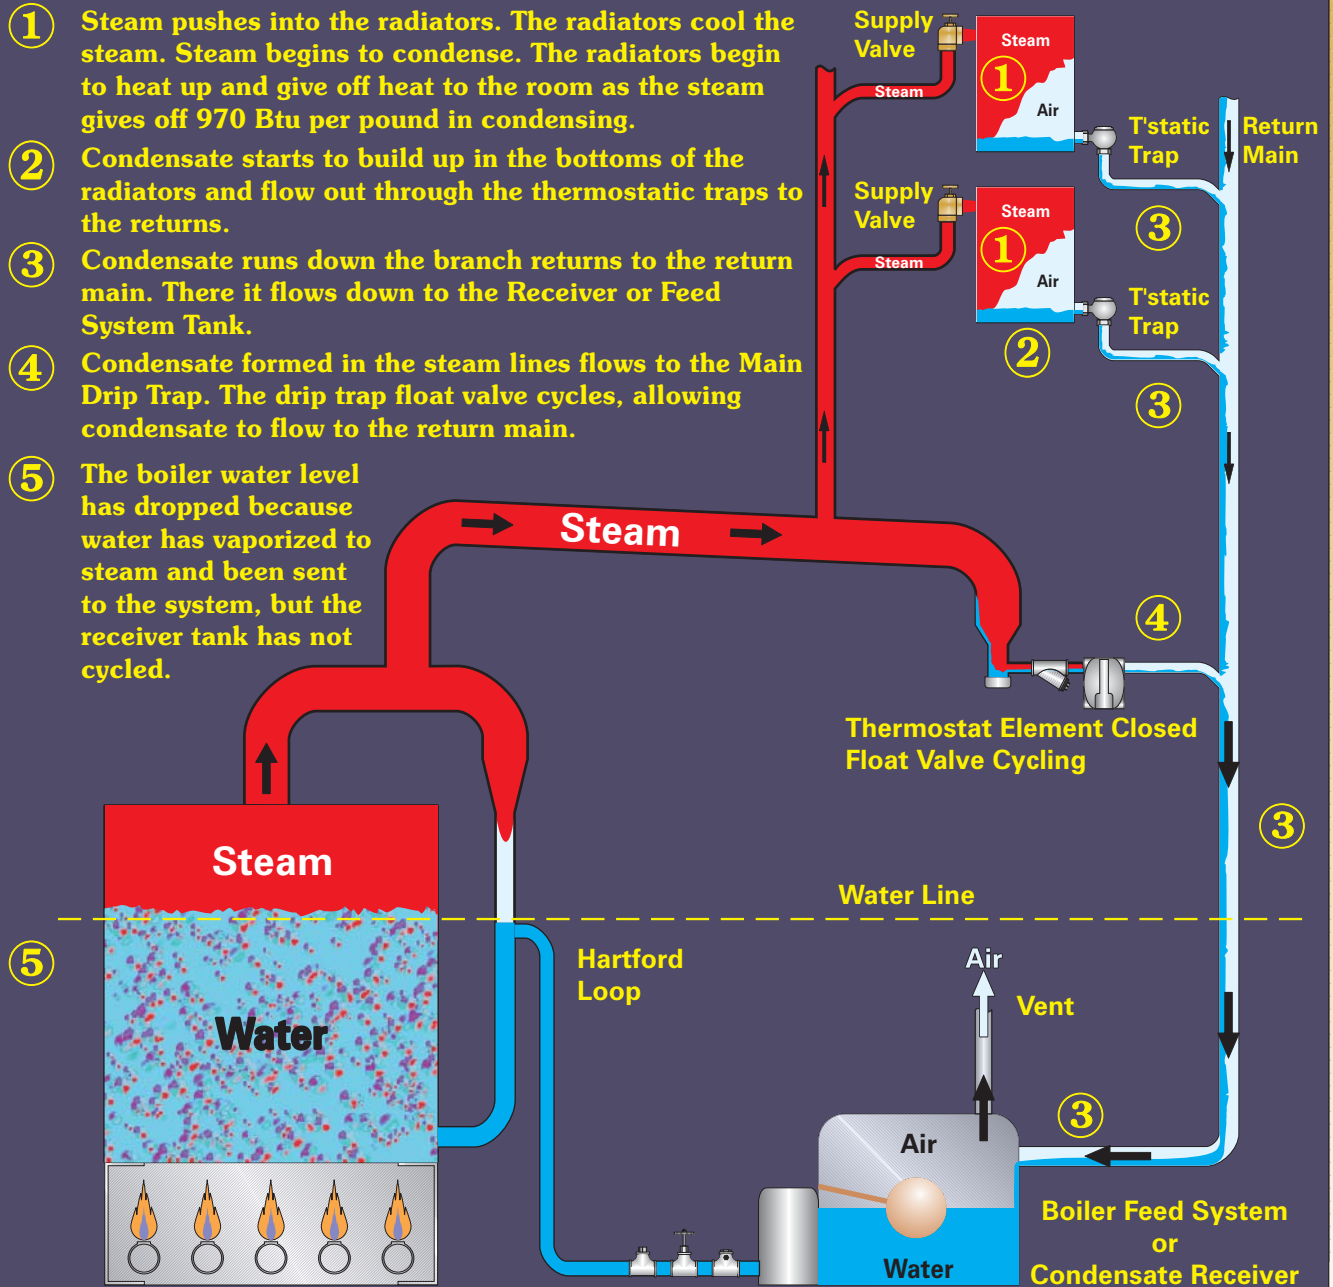 1 Steam pushes into the radiators. The radiators cool the
steam. Steam begins to condense. The radiators begin
to heat up and give off heat to the room as the steam
gives off 970 Btu per pound in condensing.
2 Condensate starts to build up in the bottoms of the
radiators and flow out through the thermostatic traps to
the returns.
3 Condensate runs down the branch returns to the return
main. There it flows down to the Receiver or Feed
System Tank.
4 Condensate formed in the steam lines flows to the Main
Drip Trap. The drip trap float valve cycles, allowing
condensate to flow to the return main.
5 The boiler water level
has dropped because
water has vaporized to
steam and been sent
to the system, but the
receiver tank has not
cycled.
Supply
Valve
Steam
Steam
1
Air
T'static
Trap
Return
Main
3
Supply
Valve
Steam
Steam
1
Air
T'static
Trap
2
3
Steam
4
Thermostat Element Closed
Float Valve Cycling
3
Steam
Water Line
5
Water
Hartford
Loop
Air
Vent
3
Air
Water
Boiler Feed System
or
Condensate Receiver